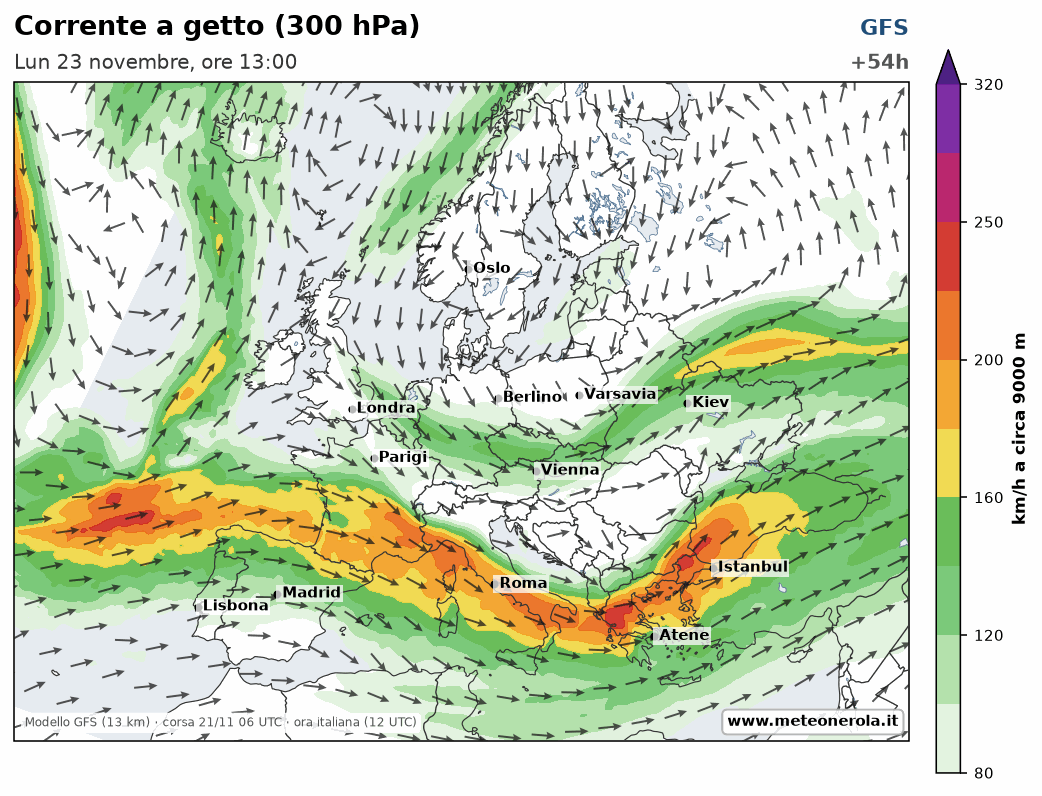 Corrente a getto (300 hPa)
GFS
Lun 23 novembre, ore 13:00
+54h
320
250
200
160
120
80
km/h a circa 9000 m
Oslo
Londra
Berlino
Varsavia
Kiev
Parigi
Vienna
Istanbul
Roma
Madrid
Lisbona
Atene
Modello GFS (13 km) · corsa 21/11 06 UTC · ora italiana (12 UTC)
www.meteonerola.it